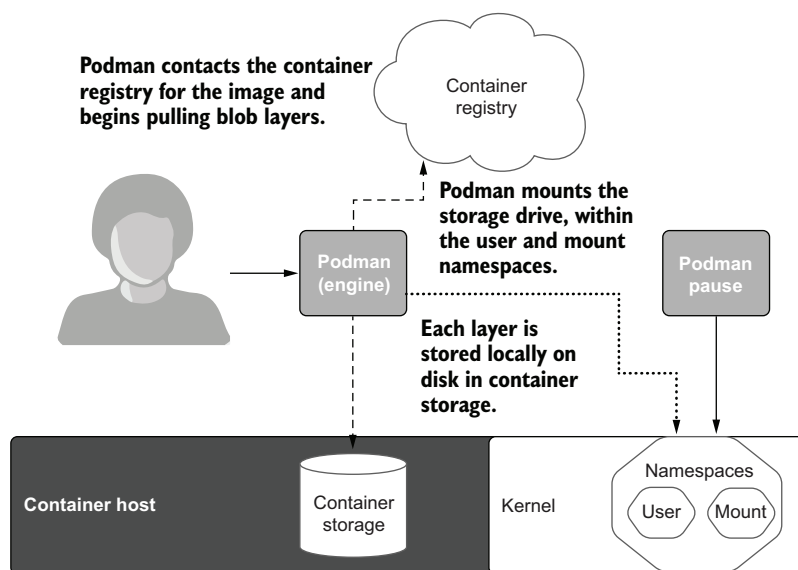 Podman contacts the container
registry for the image and
begins pulling blob layers.
Container
registry
Podman mounts the
storage drive, within
the user and mount
namespaces.
Podman
(engine)
Podman
pause
Each layer is
stored locally on
disk in container
storage.
Container host
Container
storage
Kernel
Namespaces
User
Mount